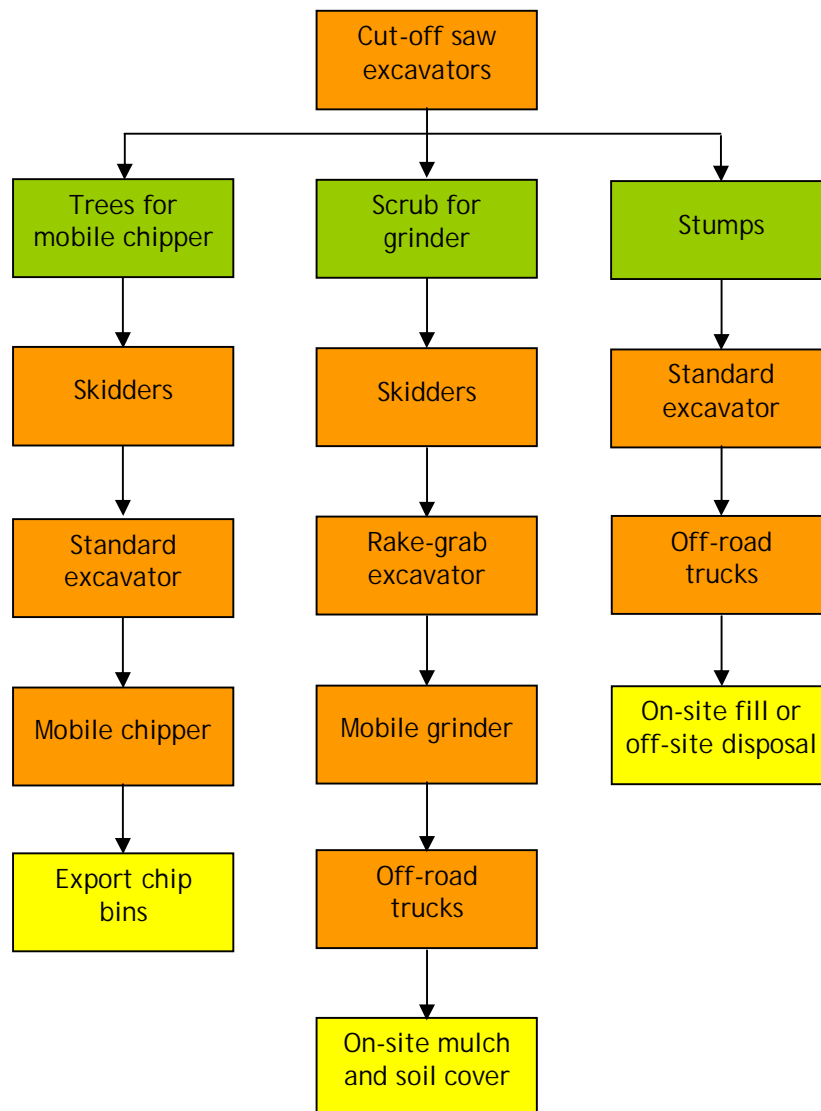 Cut-off saw
excavators
Trees for
mobile chipper
Scrub for
grinder
Stumps
Skidders
Skidders
Standard
excavator
Standard
excavator
Rake-grab
excavator
Off-road
trucks
Mobile chipper
Mobile grinder
On-site fill or
off-site disposal
Export chip
bins
Off-road
trucks
On-site mulch
and soil cover